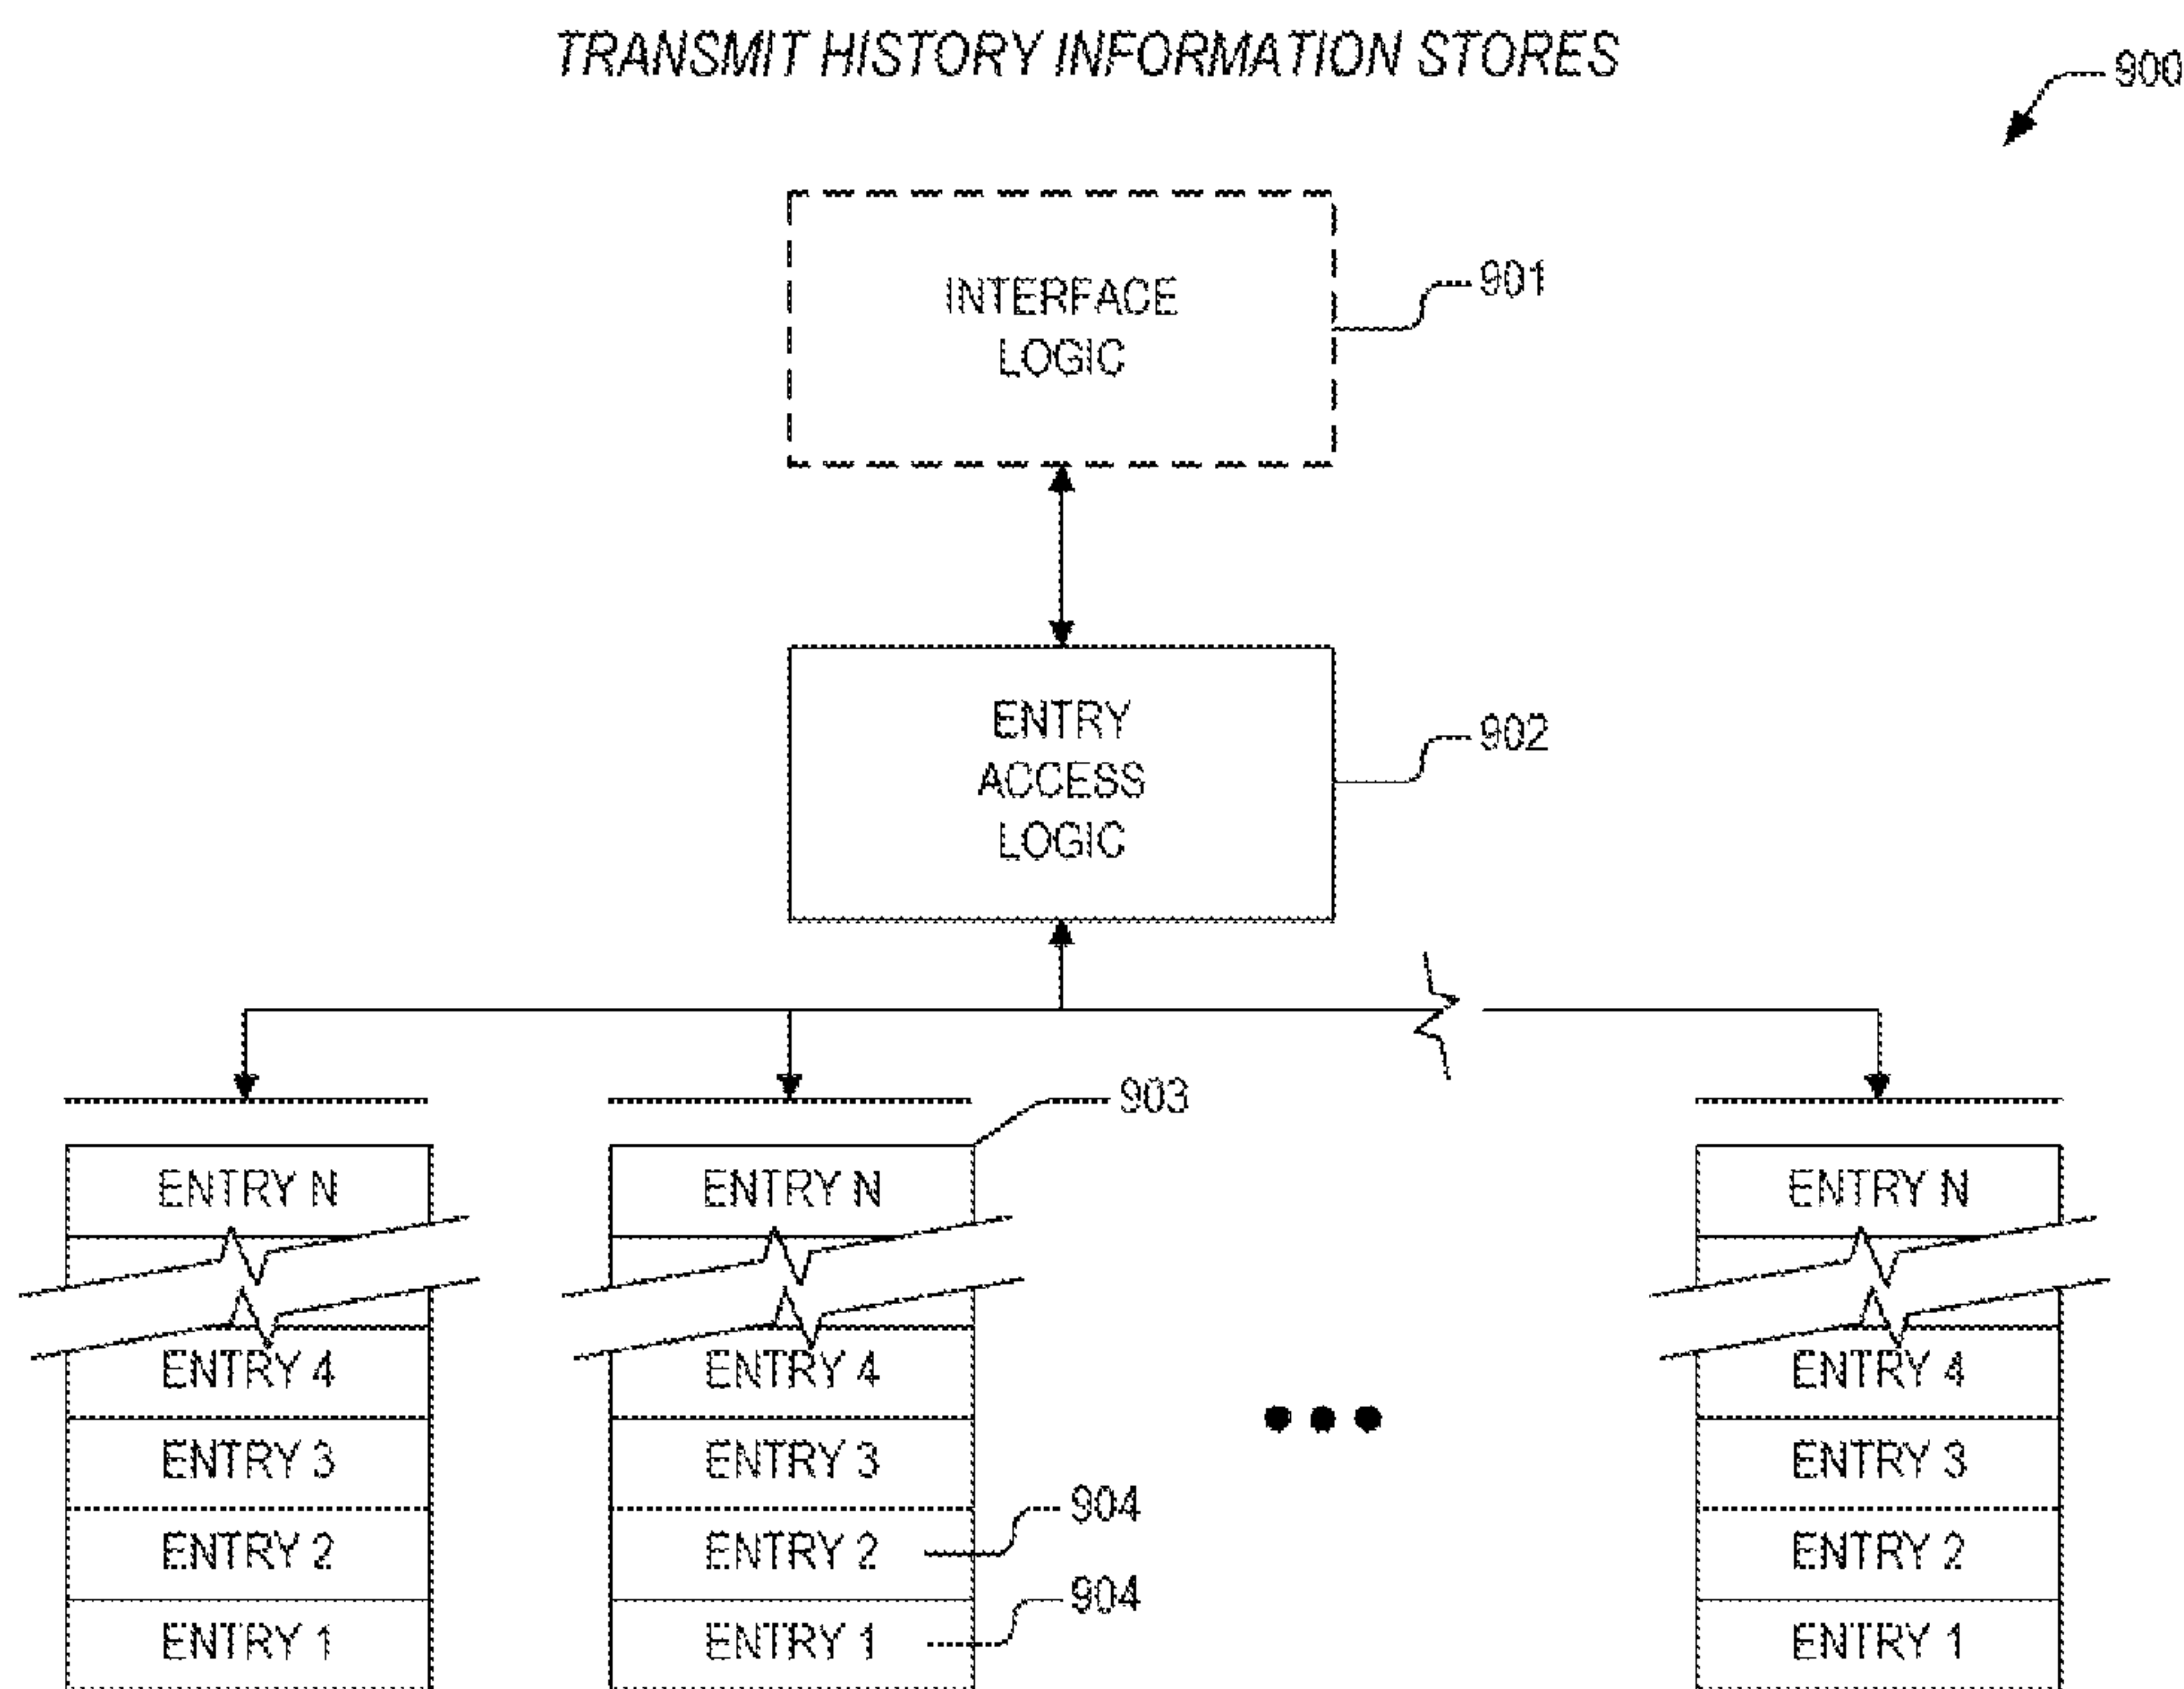 TRANSMIT HISTORY INFORMATION STORES
900
INTERFACE
LOGIC
901
ENTRY
ACCESS
LOGIC
902
903
ENTRY N
ENTRY N
ENTRY N
ENTRY 4
ENTRY 4
ENTRY 4
ENTRY 3
ENTRY 3
ENTRY 3
904
ENTRY 2
ENTRY 2
ENTRY 2
904
ENTRY 1
ENTRY 1
ENTRY 1